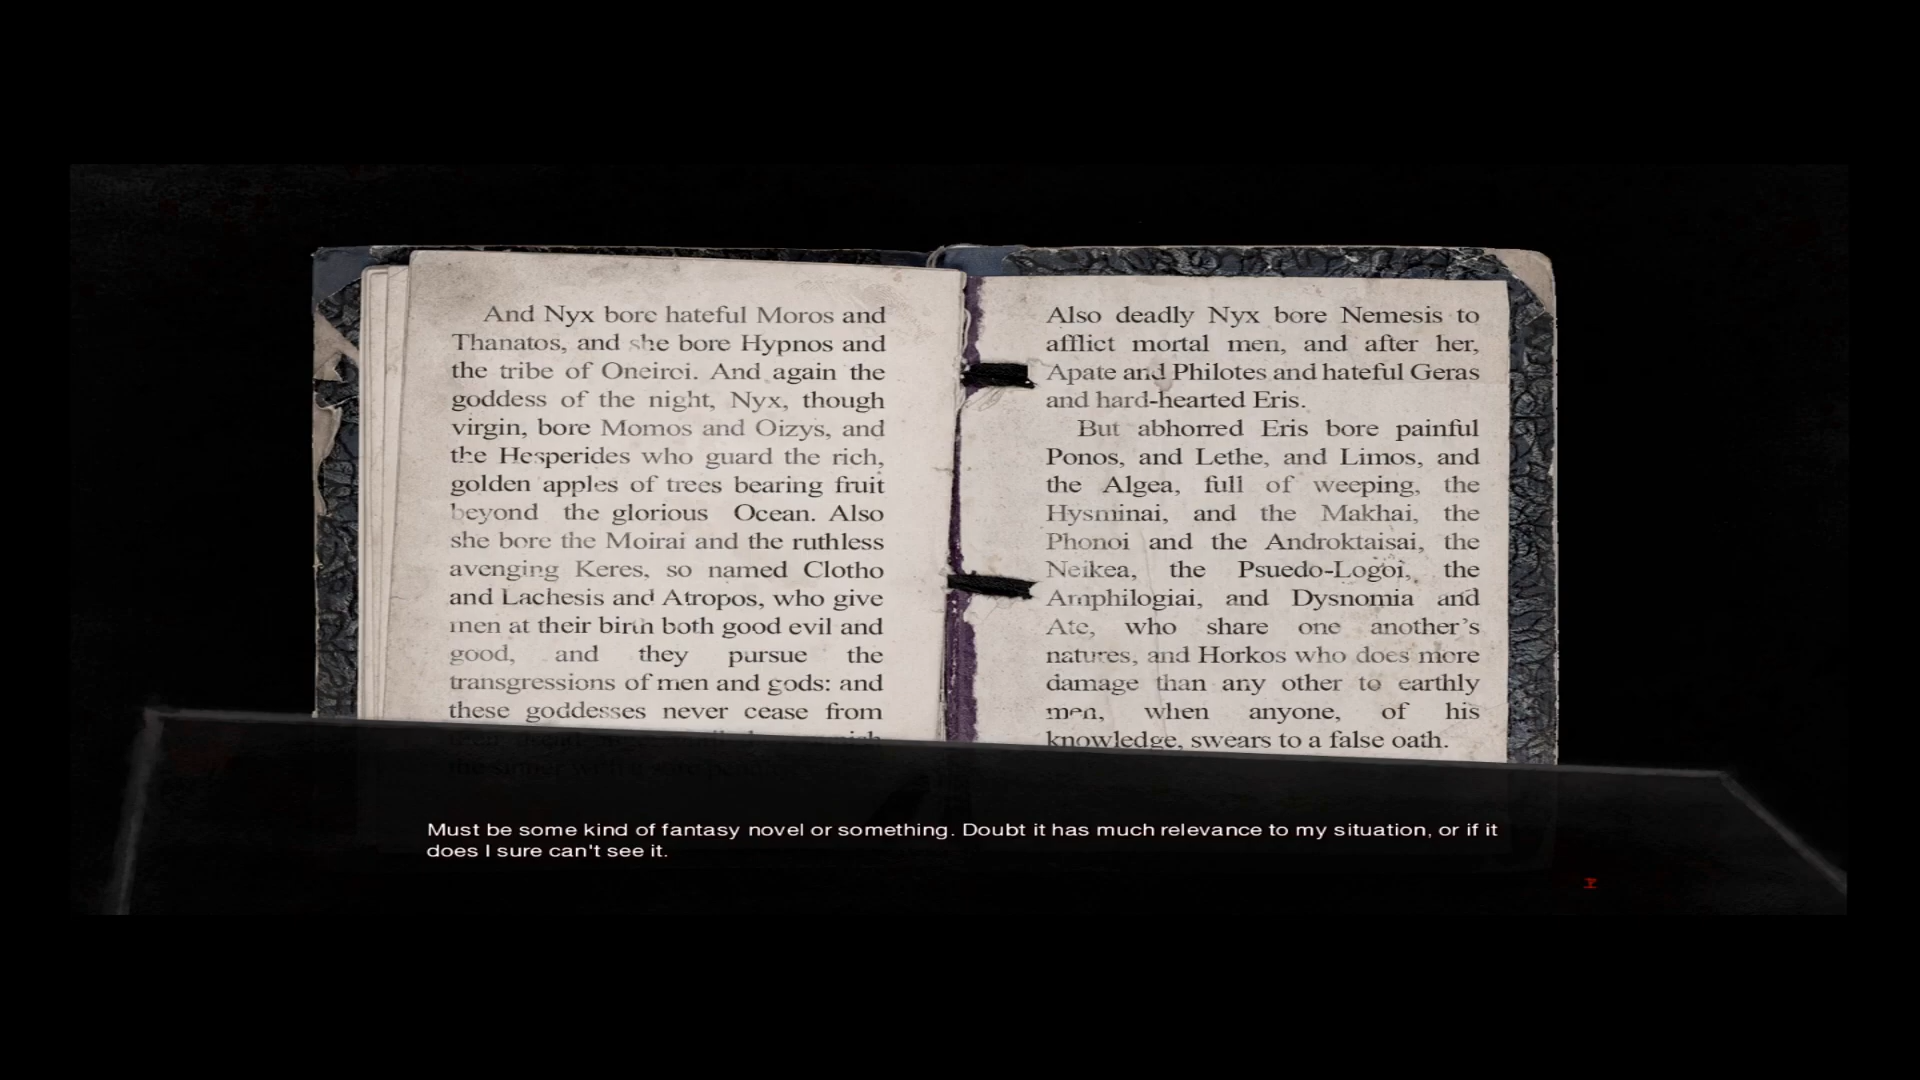 And Nyx bore hateful Moros and
Thanatos, and she bore Hypnos and
the tribe of Oneiroi. And again the
goddess of the night, Nyx, though
virgin, bore Momos and Oizys, and
the Hesperides who guard the rich,
golden apples of trees bearing fruit
beyond the glorious Ocean. Also
she bore the Moirai and the ruthless
avenging Keres, so named Clotho
and Lachesis and Atropos, who give
men at their birth both good evil and
good, and they pursue the
transgressions of men and gods: and
these goddesses never cease from
the sinner with a sore
Also deadly Nyx bore Nemesis to
afflict mortal men, and after her,
Apate and Philotes and hateful Geras
and hard-hearted Eris.
But abhorred Eris bore painful
Ponos, and Lethe, and Limos, and
the Algea, full of weeping, the
Hysminai, and the Makhai, the
Phonoi and the Androktaisai, the
Neikea, the Psuedo-Logoi, the
Amphilogiai, and Dysnomia and
Ate, who share one another's
natures, and Horkos who does more
damage than any other to earthly
men, when anyone, of his
knowledge, swears to a false oath.
Must be some kind of fantasy novel or something. Doubt it has much relevance to my situation, or if it
does I sure can't see it.